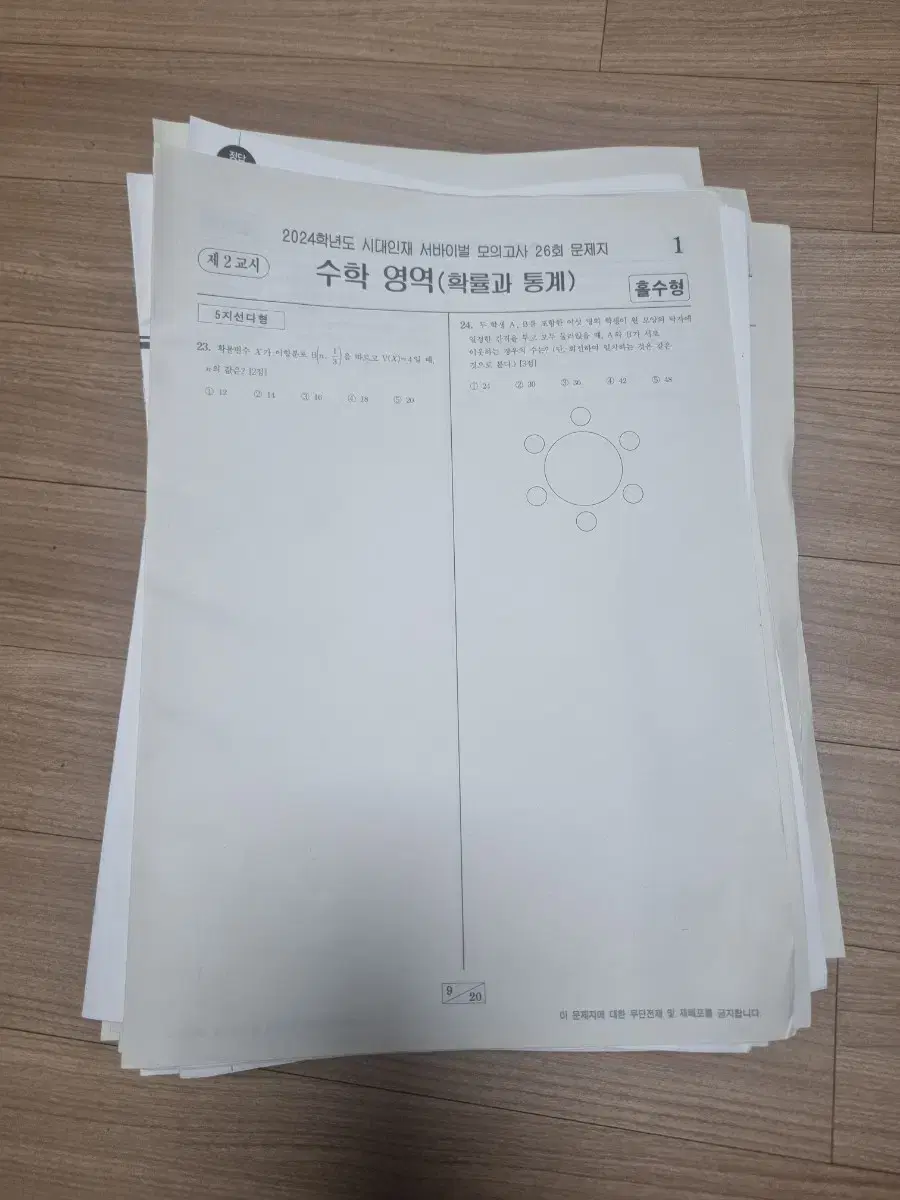 정답
2024학년도 시대인재 서바이벌 모의고사 26회 문제지
1
제 2 교시
수학 영역(확률과 통계)
홀수형
5지선다형
23. 확률변수 X가 이항분포 B(n, 1/3)을 따르고 V(X)=4일 때,
n의 값은? [2점]
① 12 ② 14 ③ 16 ④ 18 ⑤ 20
24. 두 학생 A, B를 포함한 여섯 명의 학생이 원 모양의 탁자에
일정한 간격을 두고 모두 둘러앉을 때, A와 B가 서로
이웃하는 경우의 수는? (단, 회전하여 일치하는 것은 같은
것으로 본다.) [3점]
① 24 ② 30 ③ 36 ④ 42 ⑤ 48
9 / 20
이 문제지에 대한 무단전재 및 재배포를 금지합니다.